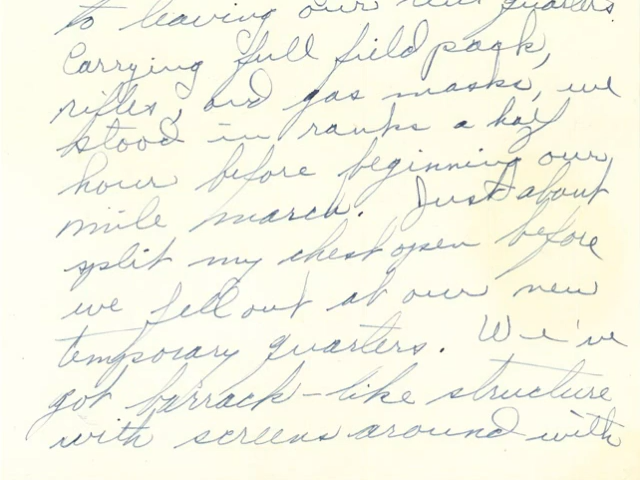 to leaving our new quarters.
Carrying full field pack,
rifles, and gas masks, we
stood in ranks a half
hour before beginning our
mile march. Just about
split my chest open before
we fell out at our new
temporary quarters. We've
got barrack-like structure
with screens around with